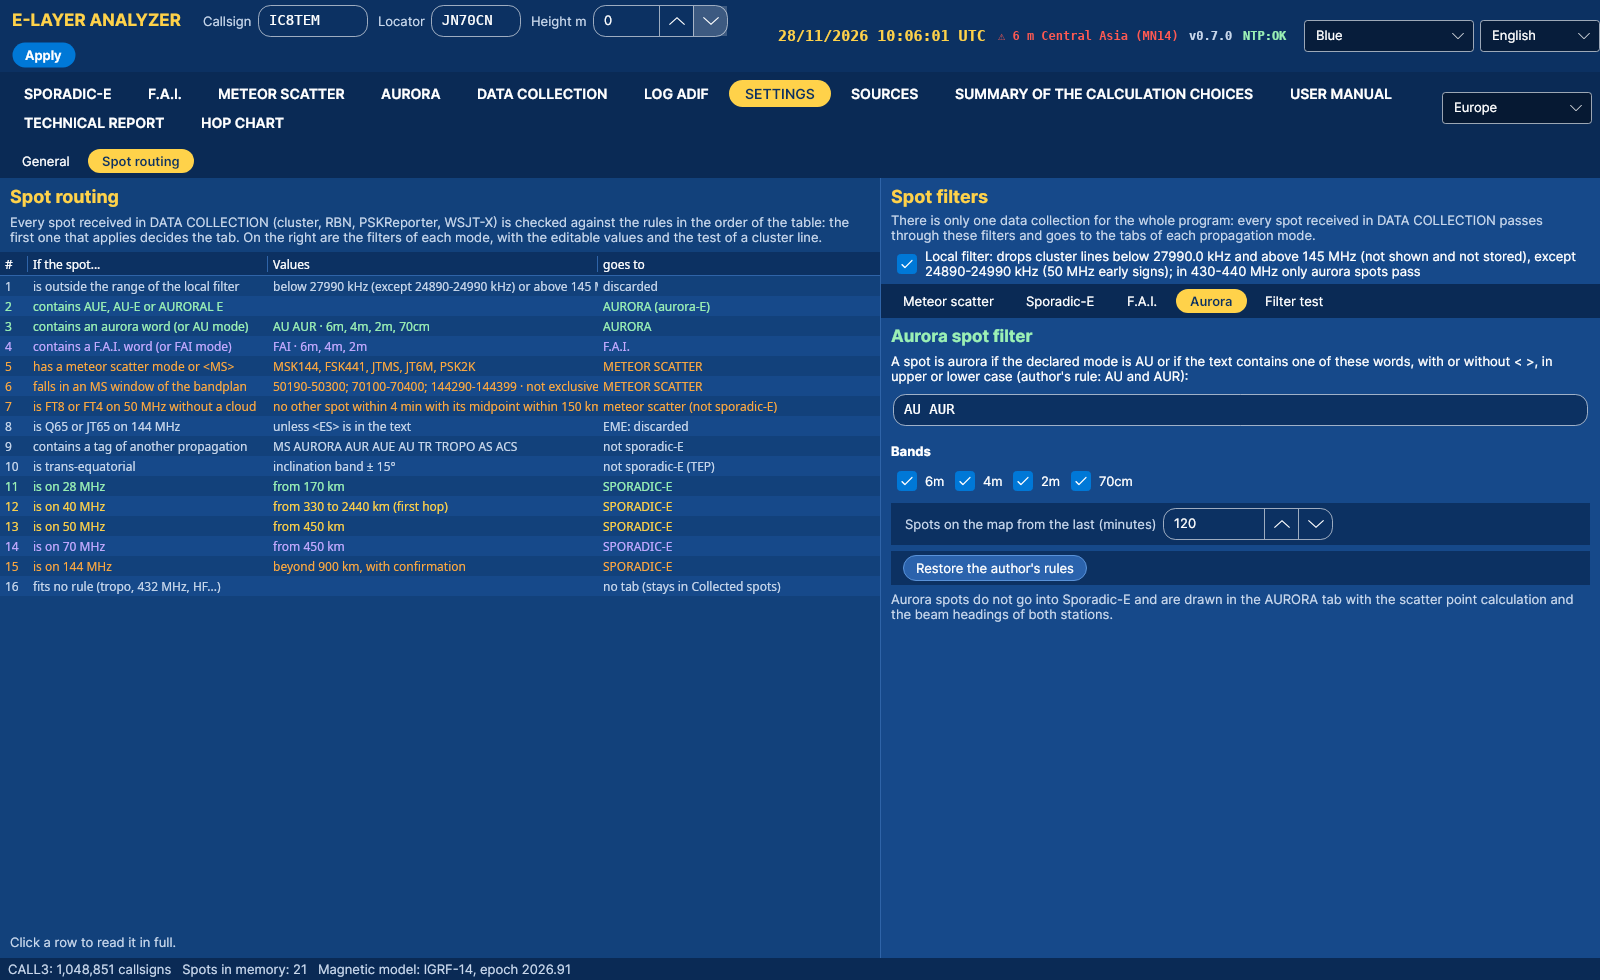 E-LAYER ANALYZER
Callsign IC8TEM Locator JN70CN Height m 0
28/11/2026 10:06:01 UTC ⚠ 6 m Central Asia (MN14) v0.7.0 NTP:OK
Blue
English
Apply
SPORADIC-E F.A.I. METEOR SCATTER AURORA DATA COLLECTION LOG ADIF SETTINGS SOURCES SUMMARY OF THE CALCULATION CHOICES USER MANUAL
TECHNICAL REPORT HOP CHART
Europe
General Spot routing
Spot routing
Every spot received in DATA COLLECTION (cluster, RBN, PSKReporter, WSJT-X) is checked against the rules in the order of the table: the
first one that applies decides the tab. On the right are the filters of each mode, with the editable values and the test of a cluster line.
# If the spot... Values goes to
1 is outside the range of the local filter below 27990 kHz (except 24890-24990 kHz) or above 145 M discarded
2 contains AUE, AU-E or AURORAL E AURORA (aurora-E)
3 contains an aurora word (or AU mode) AU AUR · 6m, 4m, 2m, 70cm AURORA
4 contains a F.A.I. word (or FAI mode) FAI · 6m, 4m, 2m F.A.I.
5 has a meteor scatter mode or <MS> MSK144, FSK441, JTMS, JT6M, PSK2K METEOR SCATTER
6 falls in an MS window of the bandplan 50190-50300; 70100-70400; 144290-144399 · not exclusive METEOR SCATTER
7 is FT8 or FT4 on 50 MHz without a cloud no other spot within 4 min with its midpoint within 150 km meteor scatter (not sporadic-E)
8 is Q65 or JT65 on 144 MHz unless <ES> is in the text EME: discarded
9 contains a tag of another propagation MS AURORA AUR AUE AU TR TROPO AS ACS not sporadic-E
10 is trans-equatorial inclination band ± 15° not sporadic-E (TEP)
11 is on 28 MHz from 170 km SPORADIC-E
12 is on 40 MHz from 330 to 2440 km (first hop) SPORADIC-E
13 is on 50 MHz from 450 km SPORADIC-E
14 is on 70 MHz from 450 km SPORADIC-E
15 is on 144 MHz beyond 900 km, with confirmation SPORADIC-E
16 fits no rule (tropo, 432 MHz, HF...) no tab (stays in Collected spots)
Click a row to read it in full.
Spot filters
There is only one data collection for the whole program: every spot received in DATA COLLECTION passes
through these filters and goes to the tabs of each propagation mode.
Local filter: drops cluster lines below 27990.0 kHz and above 145 MHz (not shown and not stored), except
24890-24990 kHz (50 MHz early signs); in 430-440 MHz only aurora spots pass
Meteor scatter Sporadic-E F.A.I. Aurora Filter test
Aurora spot filter
A spot is aurora if the declared mode is AU or if the text contains one of these words, with or without < >, in
upper or lower case (author's rule: AU and AUR):
AU AUR
Bands
6m 4m 2m 70cm
Spots on the map from the last (minutes) 120
Restore the author's rules
Aurora spots do not go into Sporadic-E and are drawn in the AURORA tab with the scatter point calculation and
the beam headings of both stations.
CALL3: 1,048,851 callsigns Spots in memory: 21 Magnetic model: IGRF-14, epoch 2026.91